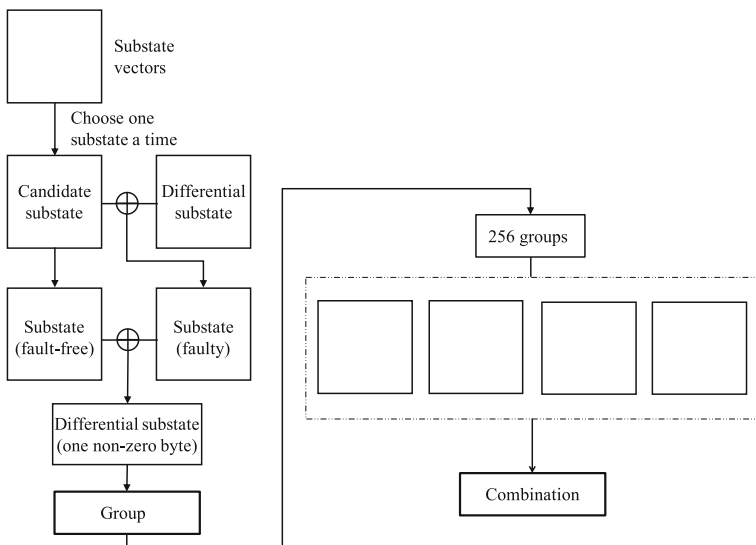 Substate
vectors
Choose one
substate a time
Candidate
substate
Differential
substate
Substate
(fault-free)
Substate
(faulty)
Differential substate
(one non-zero byte)
Group
256 groups
Combination